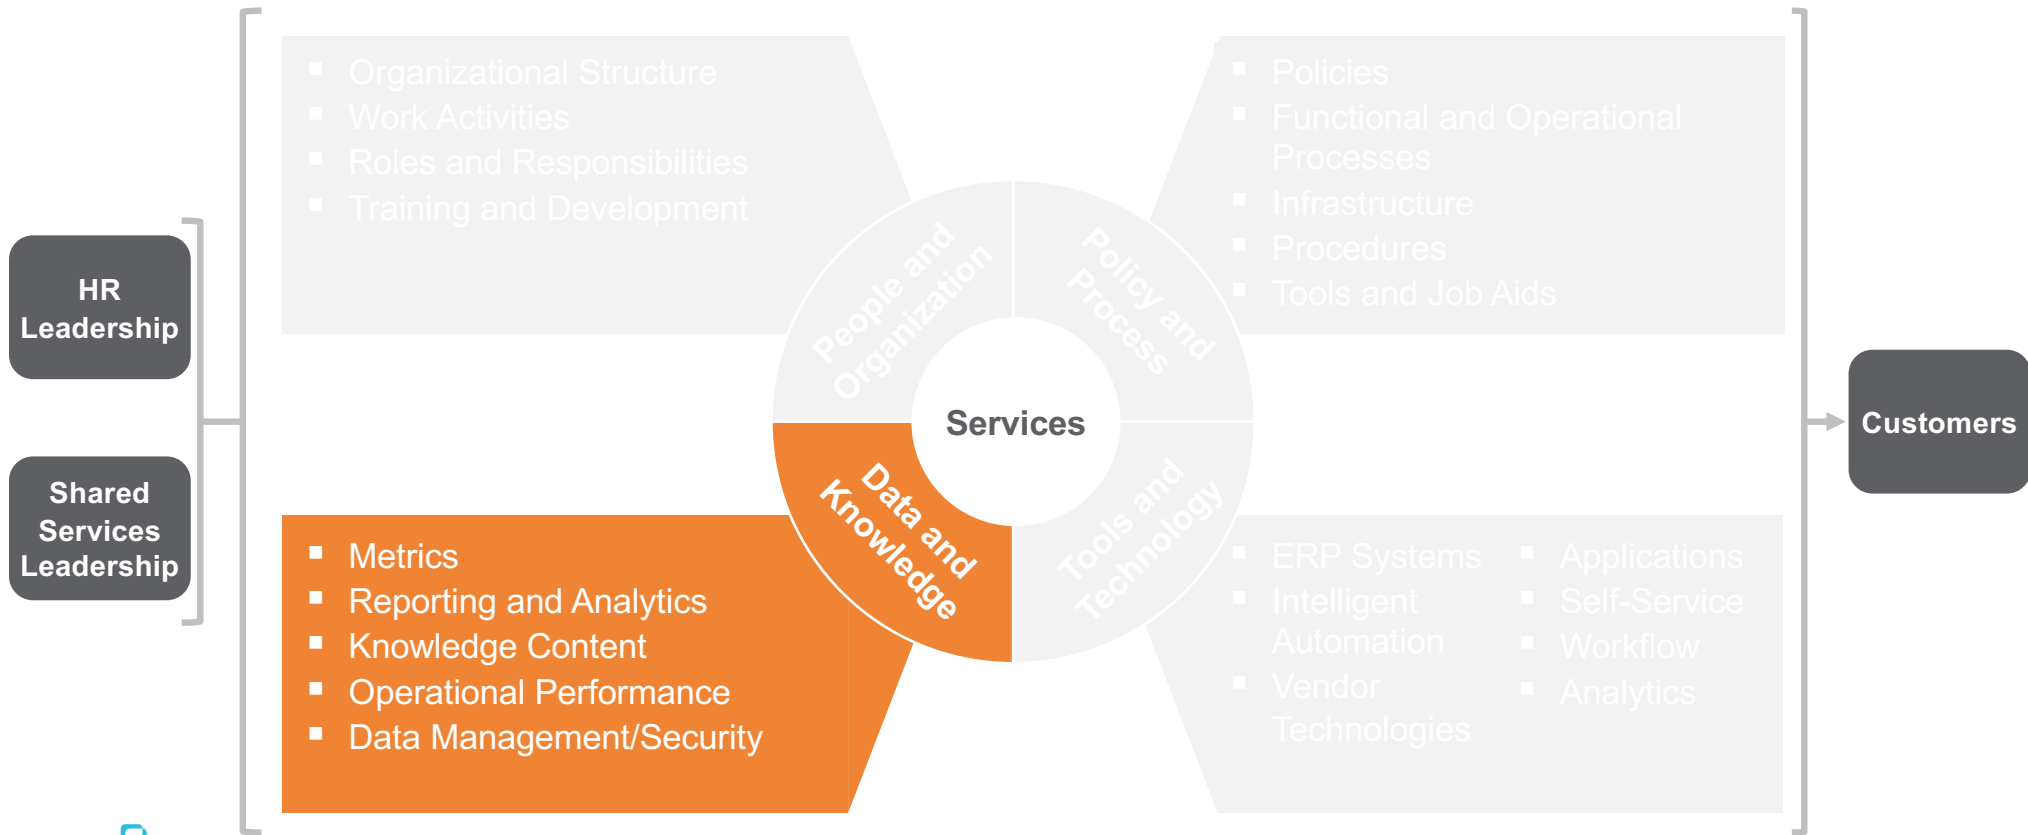 HR
Leadership
Shared
Services
Leadership
Organizational Structure
Work Activities
Roles and Responsibilities
Training and Development
Policies
Functional and Operational
Processes
Infrastructure
Procedures
Tools and Job Aids
People and
Organization
Policy and
Process
Services
Data and
Knowledge
Tools and
Technology
Metrics
Reporting and Analytics
Knowledge Content
Operational Performance
Data Management/Security
ERP Systems
Intelligent
Automation
Vendor
Technologies
Applications
Self-Service
Workflow
Analytics
Customers